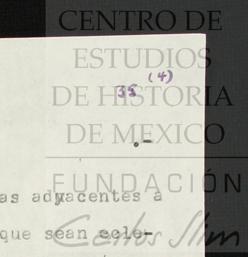 CENTRO DE
ESTUDIOS
DE HISTORIA
DE MEXICO
FUNDACIÓN
Carlos Slim
35 (4)
.-
as adyacentes a
que sean ecle-